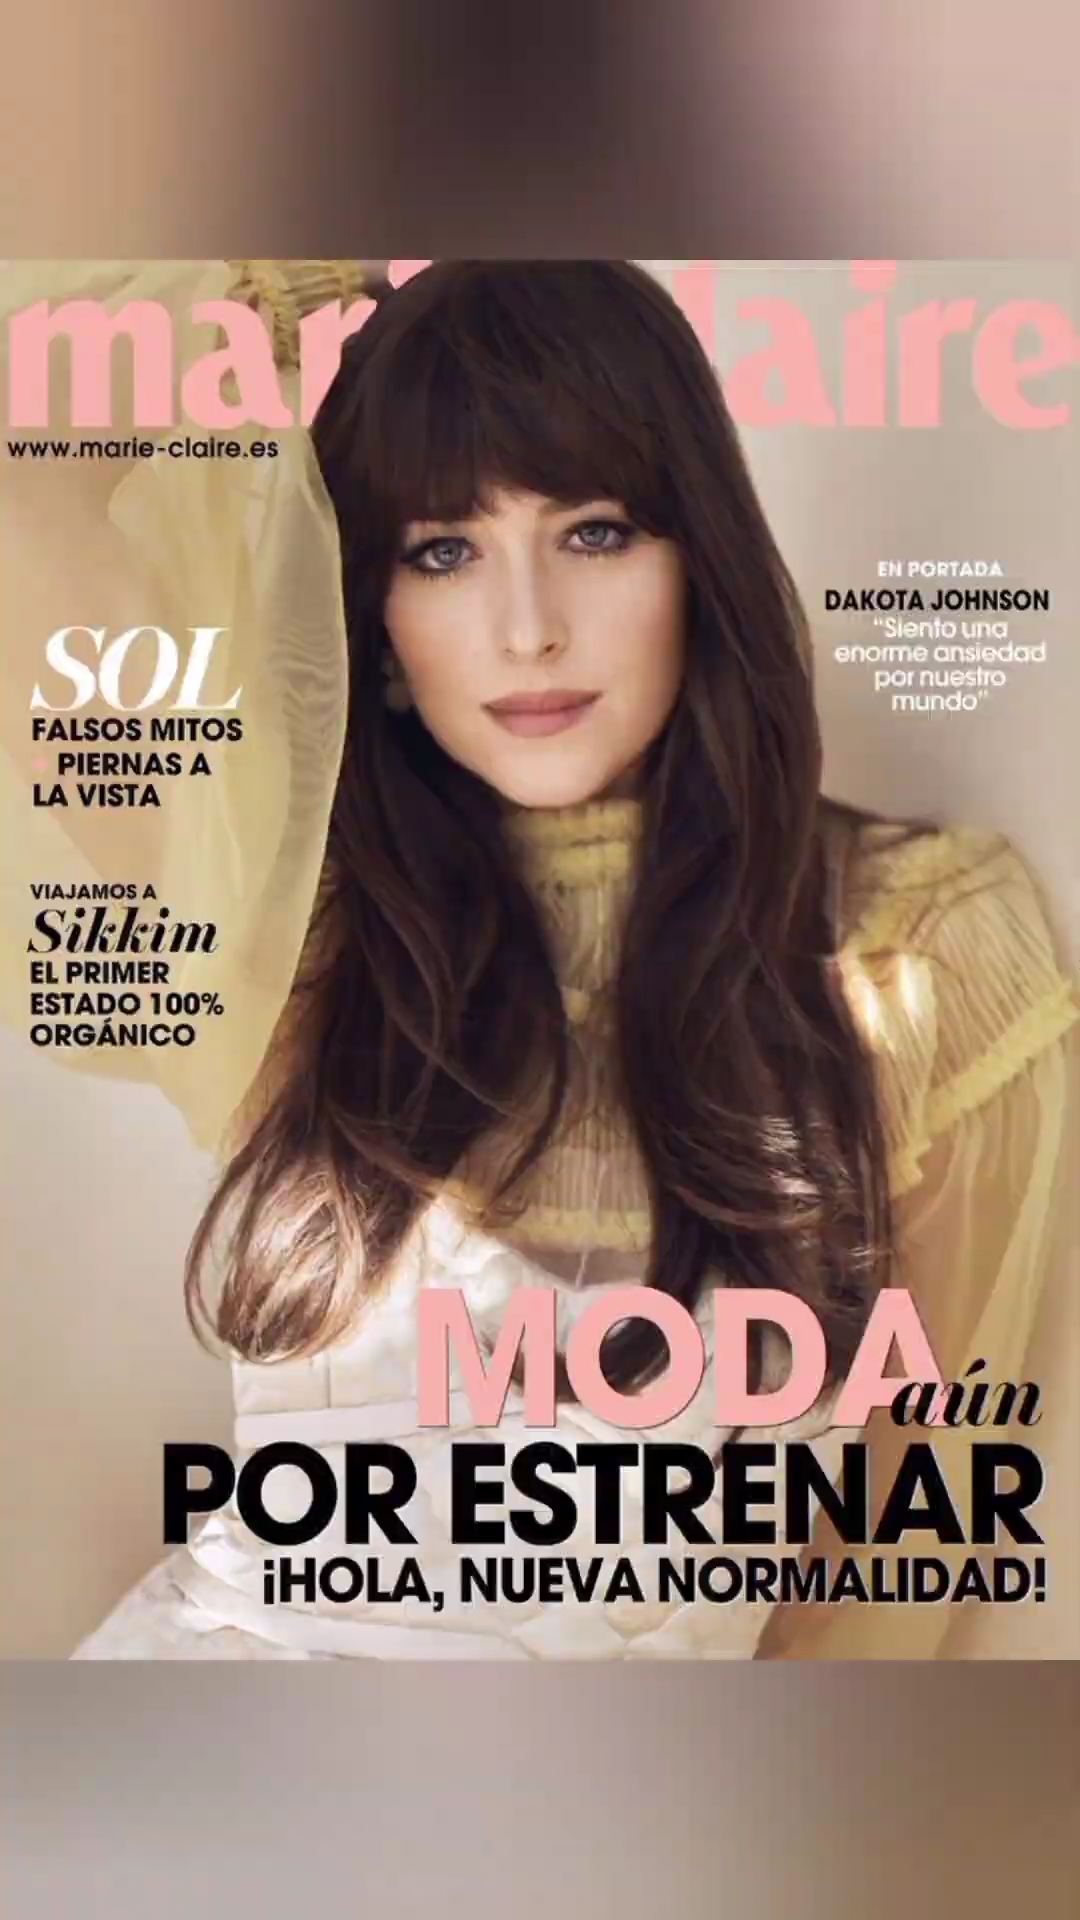 marie claire
www.marie-claire.es
EN PORTADA
DAKOTA JOHNSON
"Siento una
enorme ansiedad
por nuestro
mundo"
SOL
FALSOS MITOS
+ PIERNAS A
LA VISTA
VIAJAMOS A
Sikkim
EL PRIMER
ESTADO 100%
ORGÁNICO
MODA aún
POR ESTRENAR
¡HOLA, NUEVA NORMALIDAD!